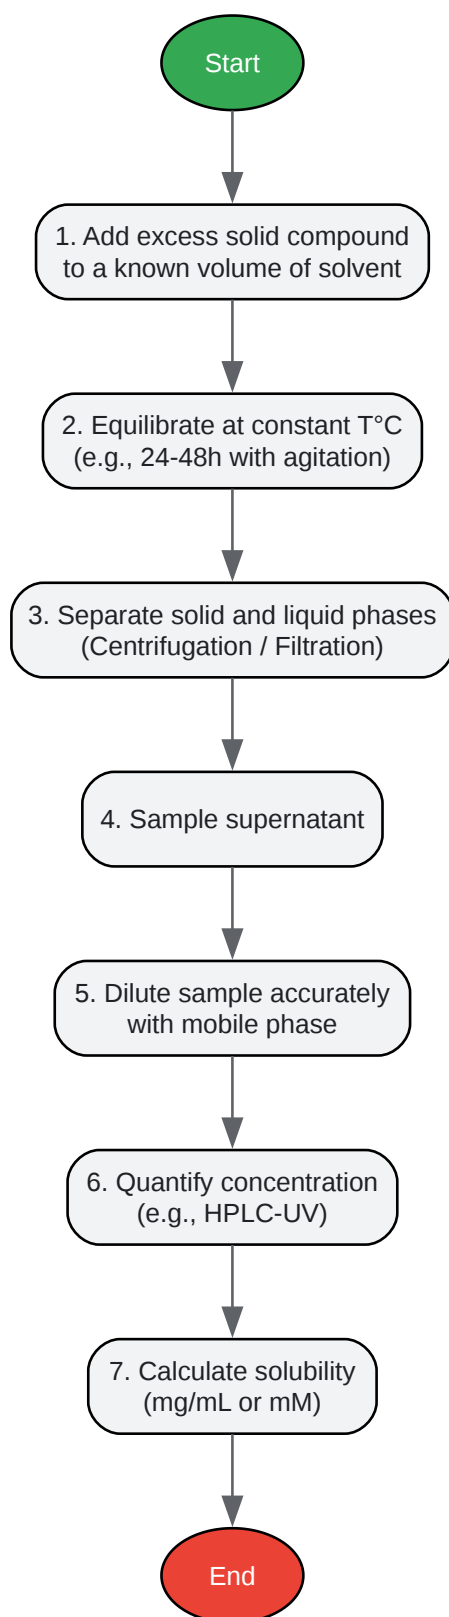 Start
1. Add excess solid compound
to a known volume of solvent
2. Equilibrate at constant T°C
(e.g., 24-48h with agitation)
3. Separate solid and liquid phases
(Centrifugation / Filtration)
4. Sample supernatant
5. Dilute sample accurately
with mobile phase
6. Quantify concentration
(e.g., HPLC-UV)
7. Calculate solubility
(mg/mL or mM)
End